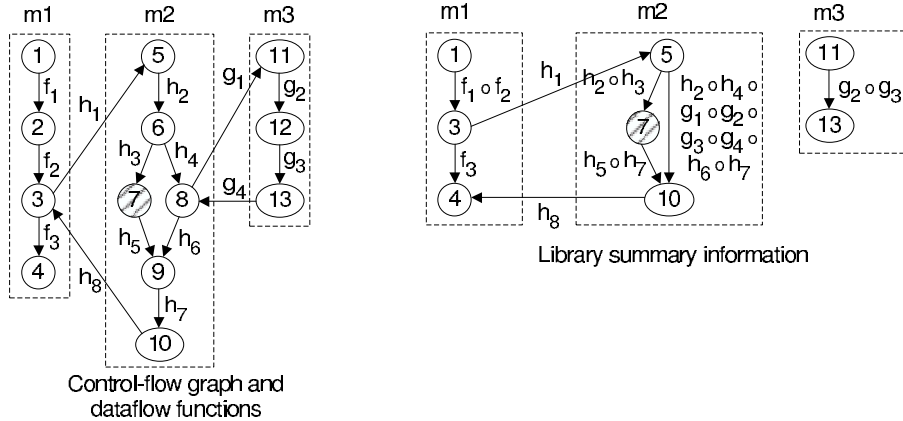 m1 m2 m3
1 5 11
f1 h1 h2 g1 g2
2 6 12
f2 h3 h4 g3
3 7 8 g4 13
f3 h5 h6
4 h8 9
h7
10
Control-flow graph and
dataflow functions
m1 m2 m3
1 5 11
f1 o f2 h1 h2 o h3 h2 o h4 o g2 o g3
g1 o g2 o
3 7 g3 o g4 o 13
f3 h5 o h7 h6 o h7
4 h8 10
Library summary information